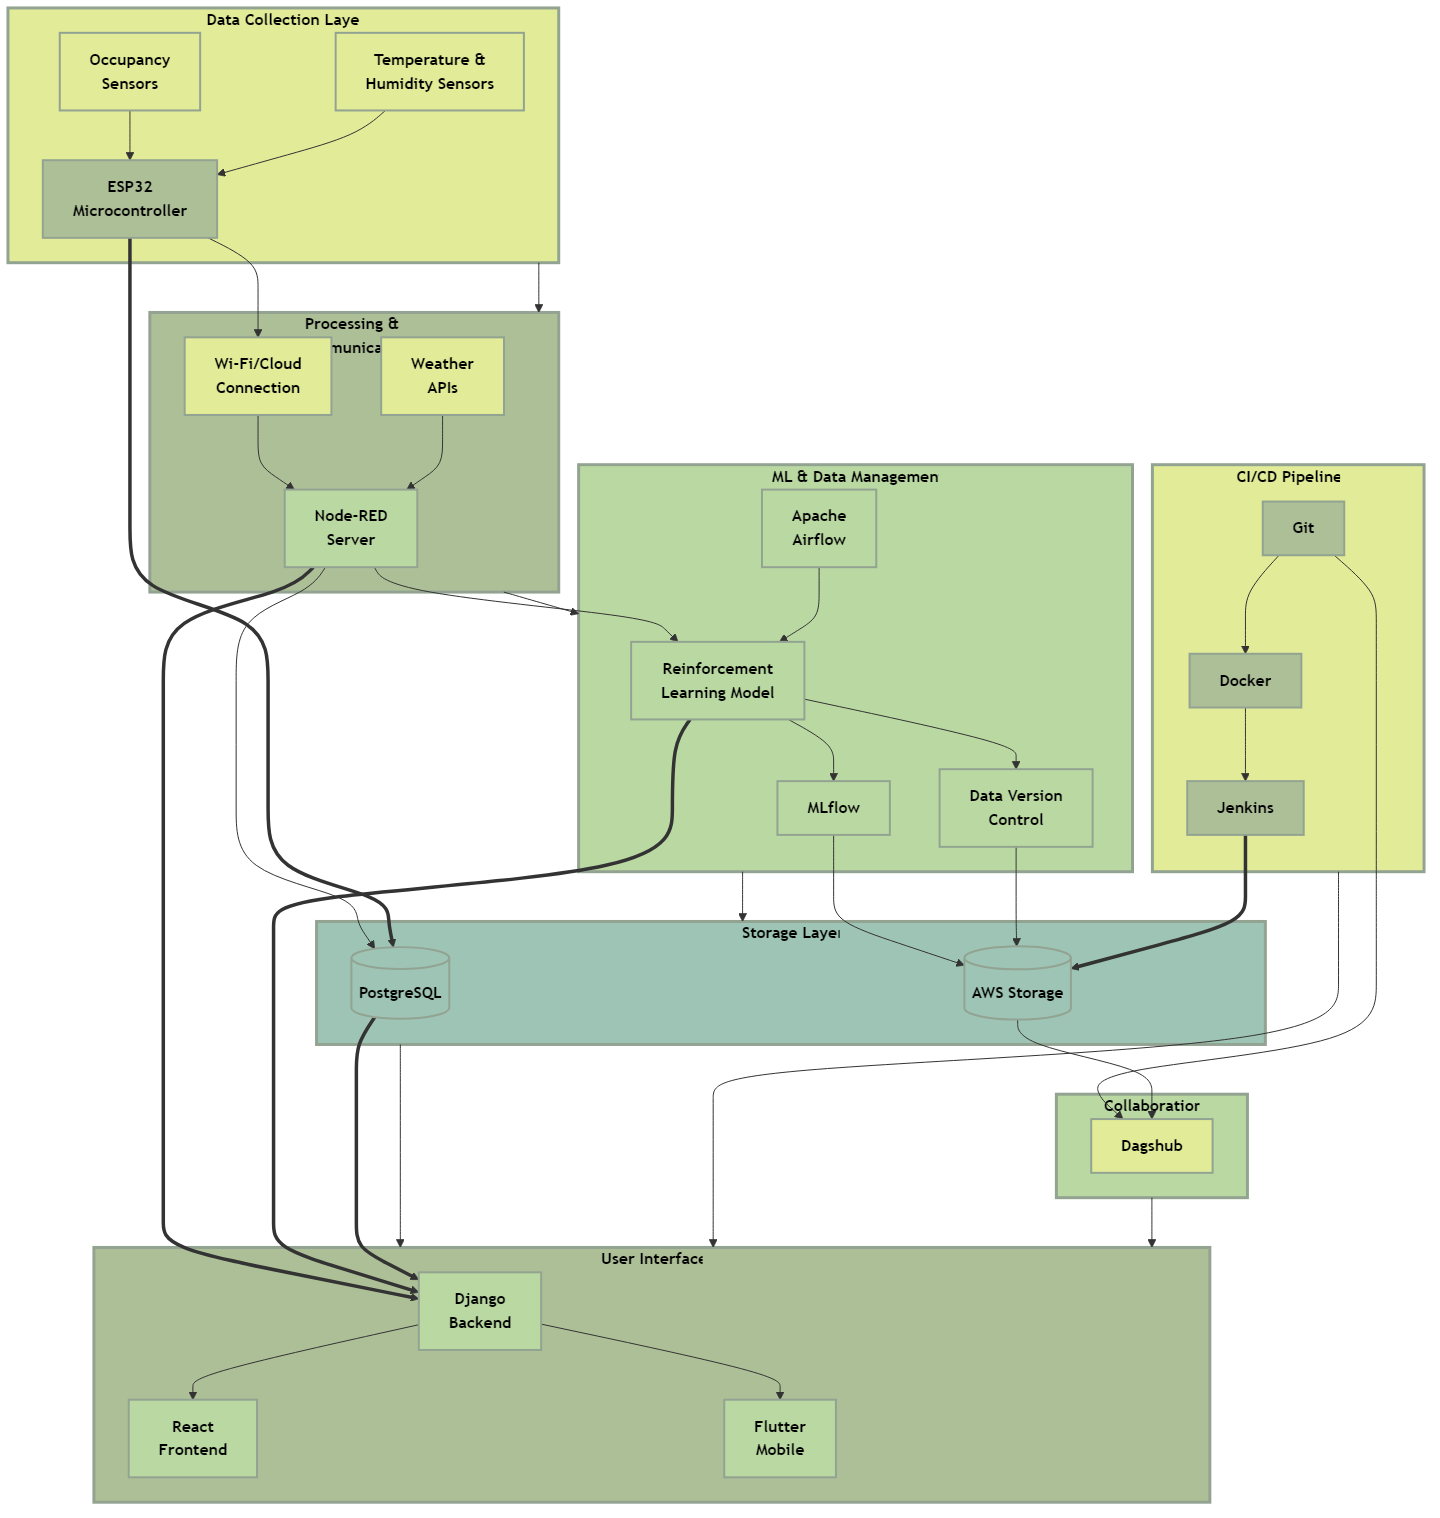 Data Collection Laye
Occupancy
Sensors
Temperature &
Humidity Sensors
ESP32
Microcontroller
Processing &
munica
Wi-Fi/Cloud
Connection
Weather
APIs
Node-RED
Server
ML & Data Managemen
Apache
Airflow
Reinforcement
Learning Model
MLflow
Data Version
Control
CI/CD Pipeline
Git
Docker
Jenkins
Storage Layer
PostgreSQL
AWS Storage
Collaboration
Dagshub
User Interface
Django
Backend
React
Frontend
Flutter
Mobile